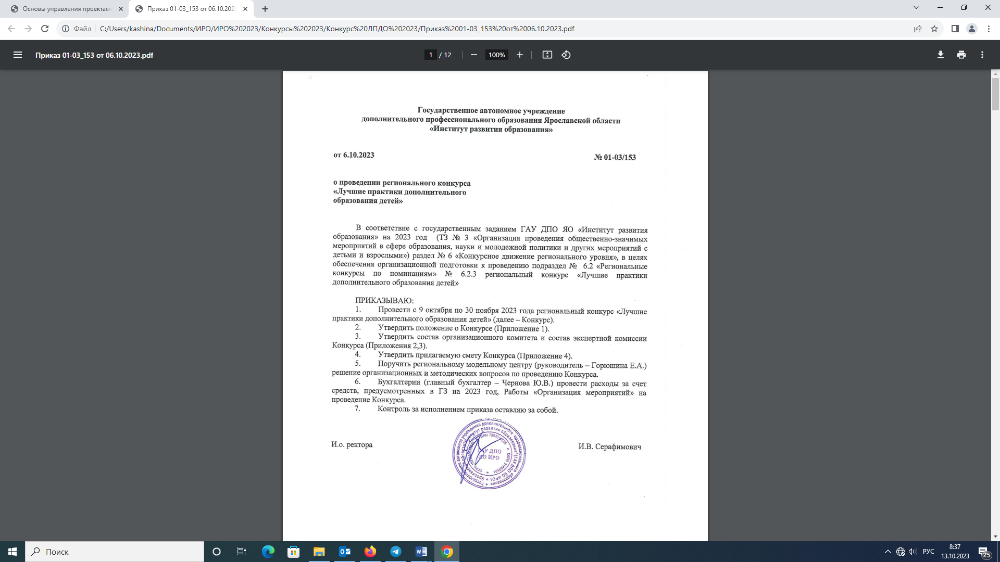 Основы управления проектам
Приказ 01-03_153 от 06.10.202
Файл
C:/Users/kashina/Documents/ИРО/ИРО%202023/Конкурсы%202023/Конкурс%20ЛПДО%202023/Приказ%2001-03_153%20от%2006.10.2023.pdf
Приказ 01-03_153 от 06.10.2023.pdf
1 / 12
100%
Государственное автономное учреждение
дополнительного профессионального образования Ярославской области
«Институт развития образования»
от 6.10.2023
№ 01-03/153
о проведении регионального конкурса
«Лучшие практики дополнительного
образования детей»
В соответствие с государственным заданием ГАУ ДПО ЯО «Институт развития
образования» на 2023 год (ТЗ № 3 «Организация проведения общественно-значимых
мероприятий в сфере образования, науки и молодежной политики и других мероприятий с
детьми и взрослыми») раздел № 6 «Конкурсное движение регионального уровня», в целях
обеспечения организационной подготовки к проведению подраздел № 6.2 «Региональные
конкурсы по номинациям» № 6.2.3 региональный конкурс «Лучшие практики
дополнительного образования детей»
ПРИКАЗЫВАЮ:
1. Провести с 9 октября по 30 ноября 2023 года региональный конкурс «Лучшие
практики дополнительного образования детей» (далее – Конкурс).
2. Утвердить положение о Конкурсе (Приложение 1).
3. Утвердить состав организационного комитета и состав экспертной комиссии
Конкурса (Приложения 2,3).
4. Утвердить прилагаемую смету Конкурса (Приложение 4).
5. Поручить региональному модельному центру (руководитель – Горюшина Е.А.)
решение организационных и методических вопросов по проведению Конкурса.
6. Бухгалтерии (главный бухгалтер – Чернова Ю.В.) провести расходы за счет
средств, предусмотренных в ГЗ на 2023 год, Работы «Организация мероприятий» на
проведение Конкурса.
7. Контроль за исполнением приказа оставляю за собой.
И.о. ректора
ГАУ ДПО
ЯО ИРО
И.В. Серафимович
Поиск
РУС
8:37
13.10.2023
25